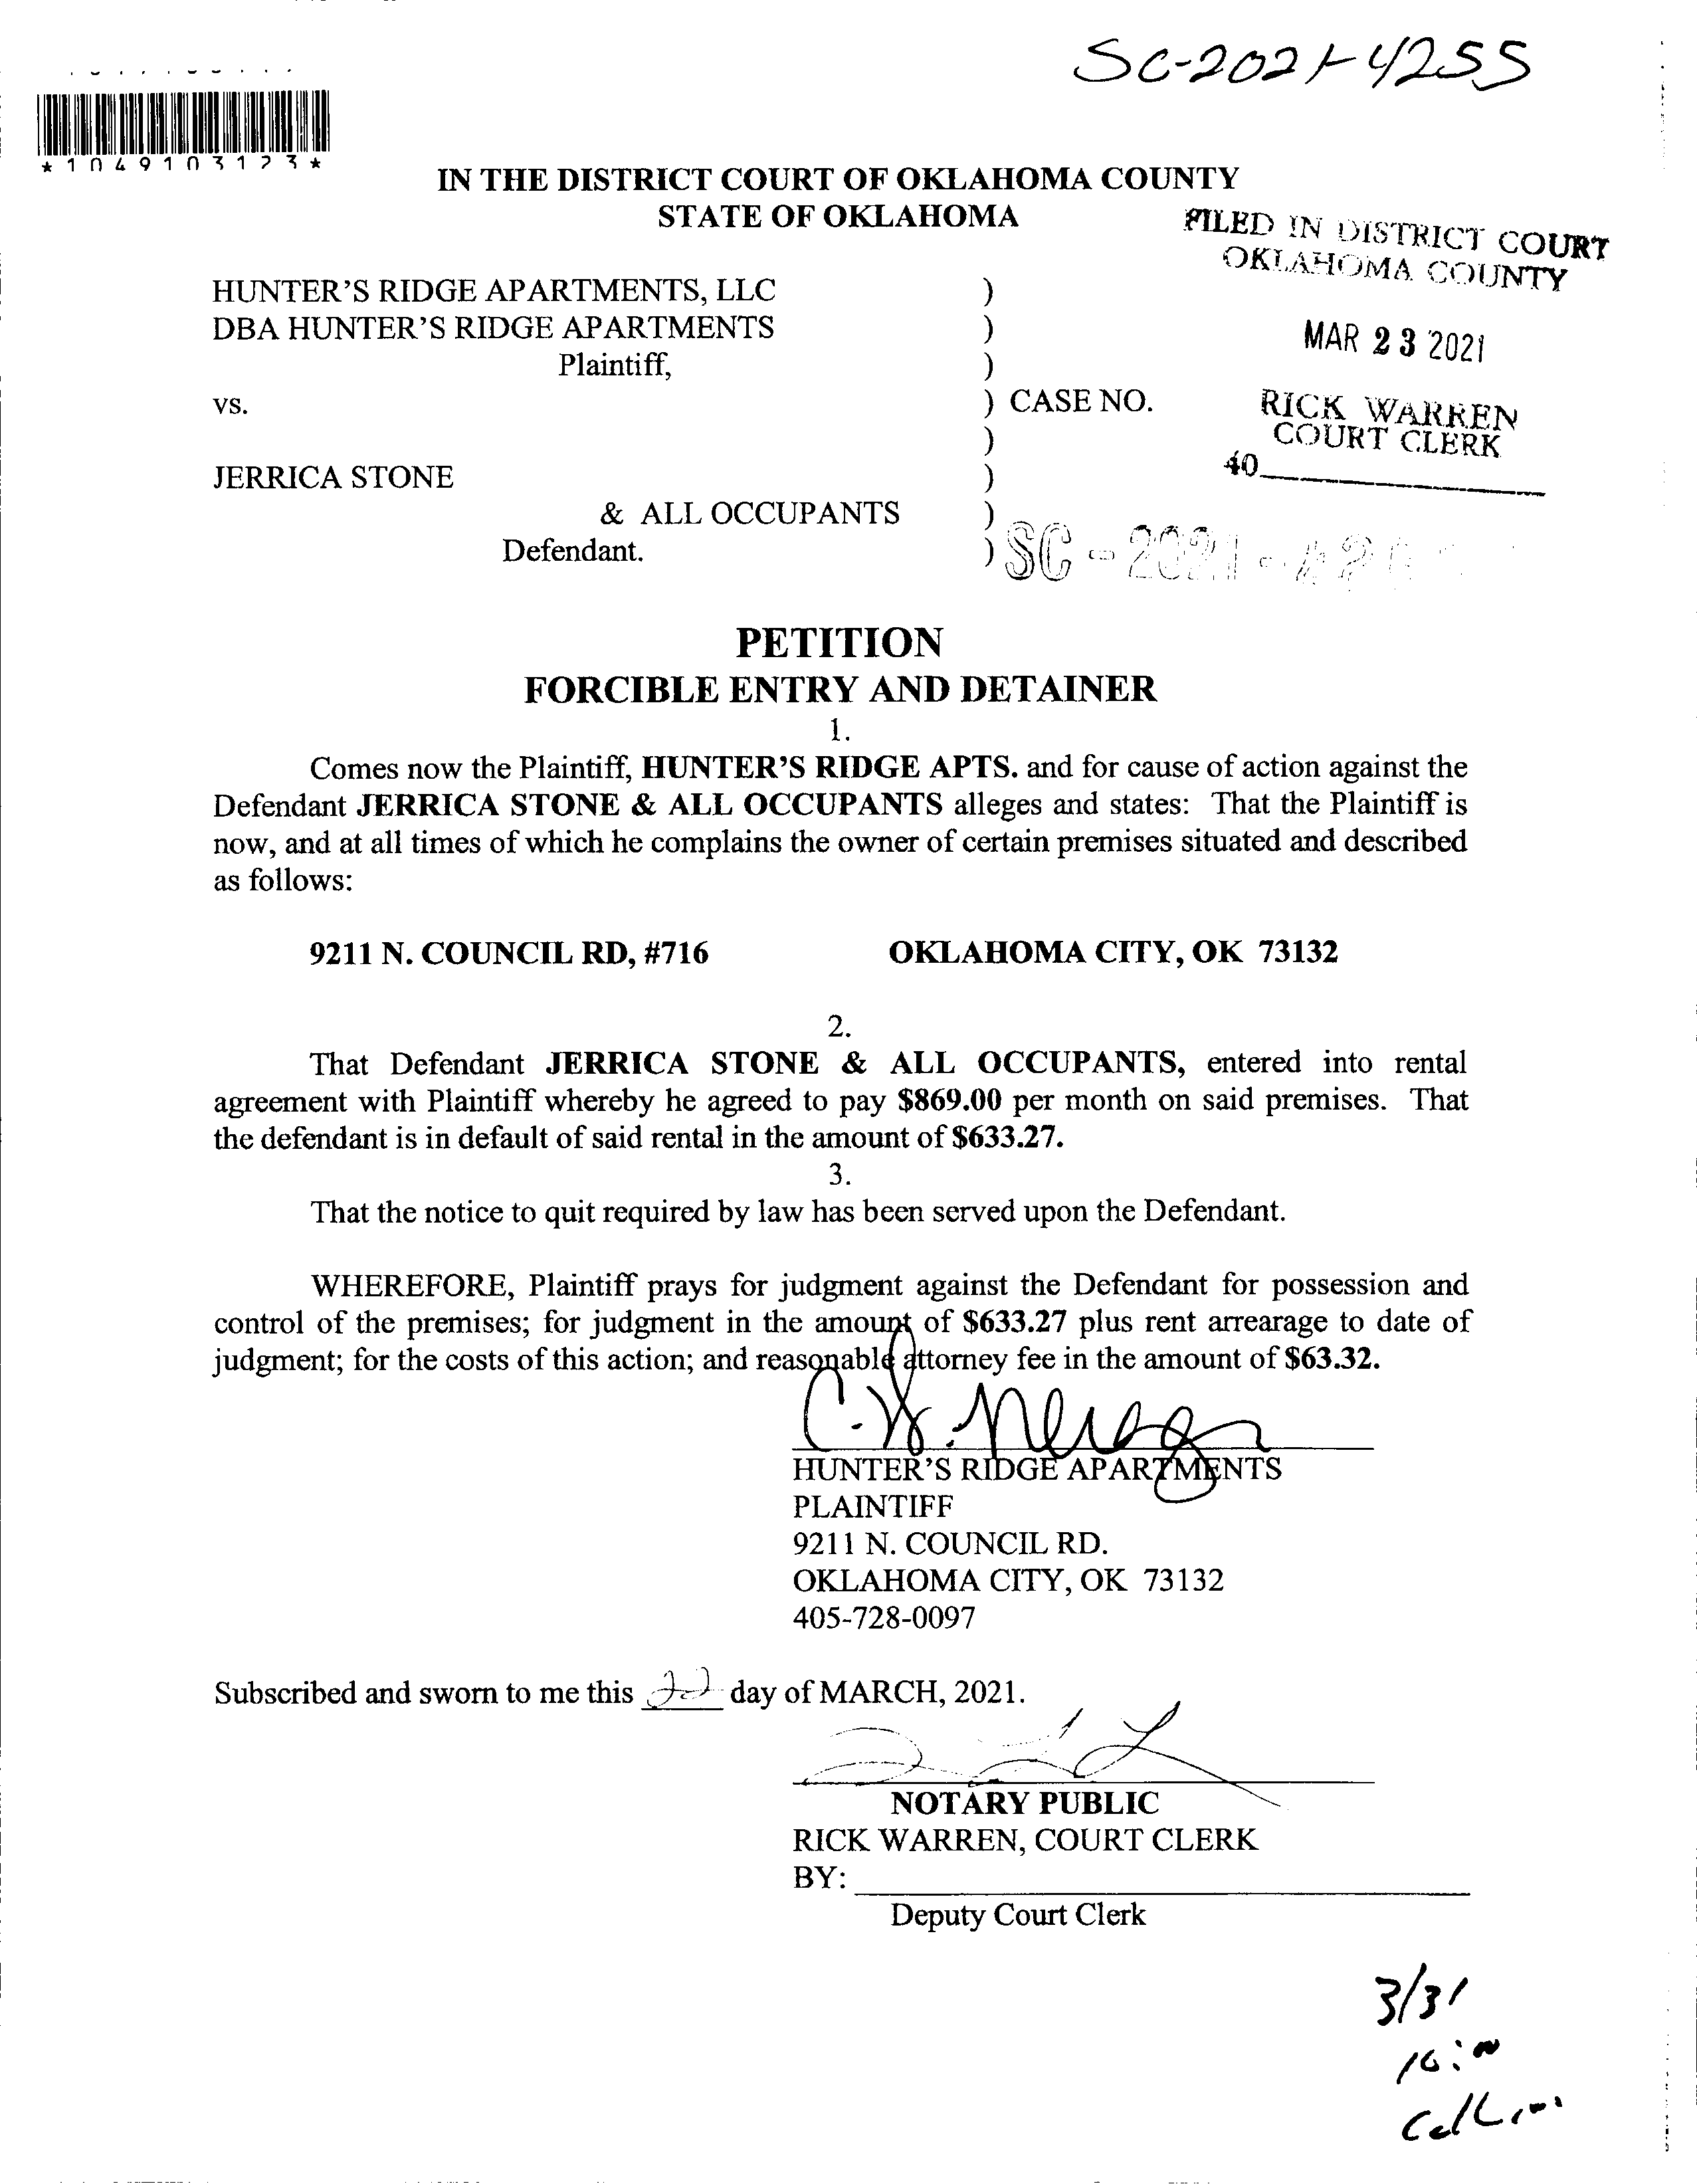 SC-2021-4255
*1049103123*
IN THE DISTRICT COURT OF OKLAHOMA COUNTY
STATE OF OKLAHOMA
FILED IN DISTRICT COURT
OKLAHOMA COUNTY
HUNTER'S RIDGE APARTMENTS, LLC )
DBA HUNTER'S RIDGE APARTMENTS )
MAR 23 2021
Plaintiff, )
vs. ) CASE NO.
RICK WARREN
COURT CLERK
)
40
JERRICA STONE )
& ALL OCCUPANTS )
Defendant. ) SC-2021-
PETITION
FORCIBLE ENTRY AND DETAINER
1.
Comes now the Plaintiff, HUNTER'S RIDGE APTS. and for cause of action against the
Defendant JERRICA STONE & ALL OCCUPANTS alleges and states: That the Plaintiff is
now, and at all times of which he complains the owner of certain premises situated and described
as follows:
9211 N. COUNCIL RD, #716 OKLAHOMA CITY, OK 73132
2.
That Defendant JERRICA STONE & ALL OCCUPANTS, entered into rental
agreement with Plaintiff whereby he agreed to pay $869.00 per month on said premises. That
the defendant is in default of said rental in the amount of $633.27.
3.
That the notice to quit required by law has been served upon the Defendant.
WHEREFORE, Plaintiff prays for judgment against the Defendant for possession and
control of the premises; for judgment in the amount of $633.27 plus rent arrearage to date of
judgment; for the costs of this action; and reasonable attorney fee in the amount of $63.32.
HUNTER'S RIDGE APARTMENTS
PLAINTIFF
9211 N. COUNCIL RD.
OKLAHOMA CITY, OK 73132
405-728-0097
Subscribed and sworn to me this 22 day of MARCH, 2021.
NOTARY PUBLIC
RICK WARREN, COURT CLERK
BY:
Deputy Court Clerk
3/31